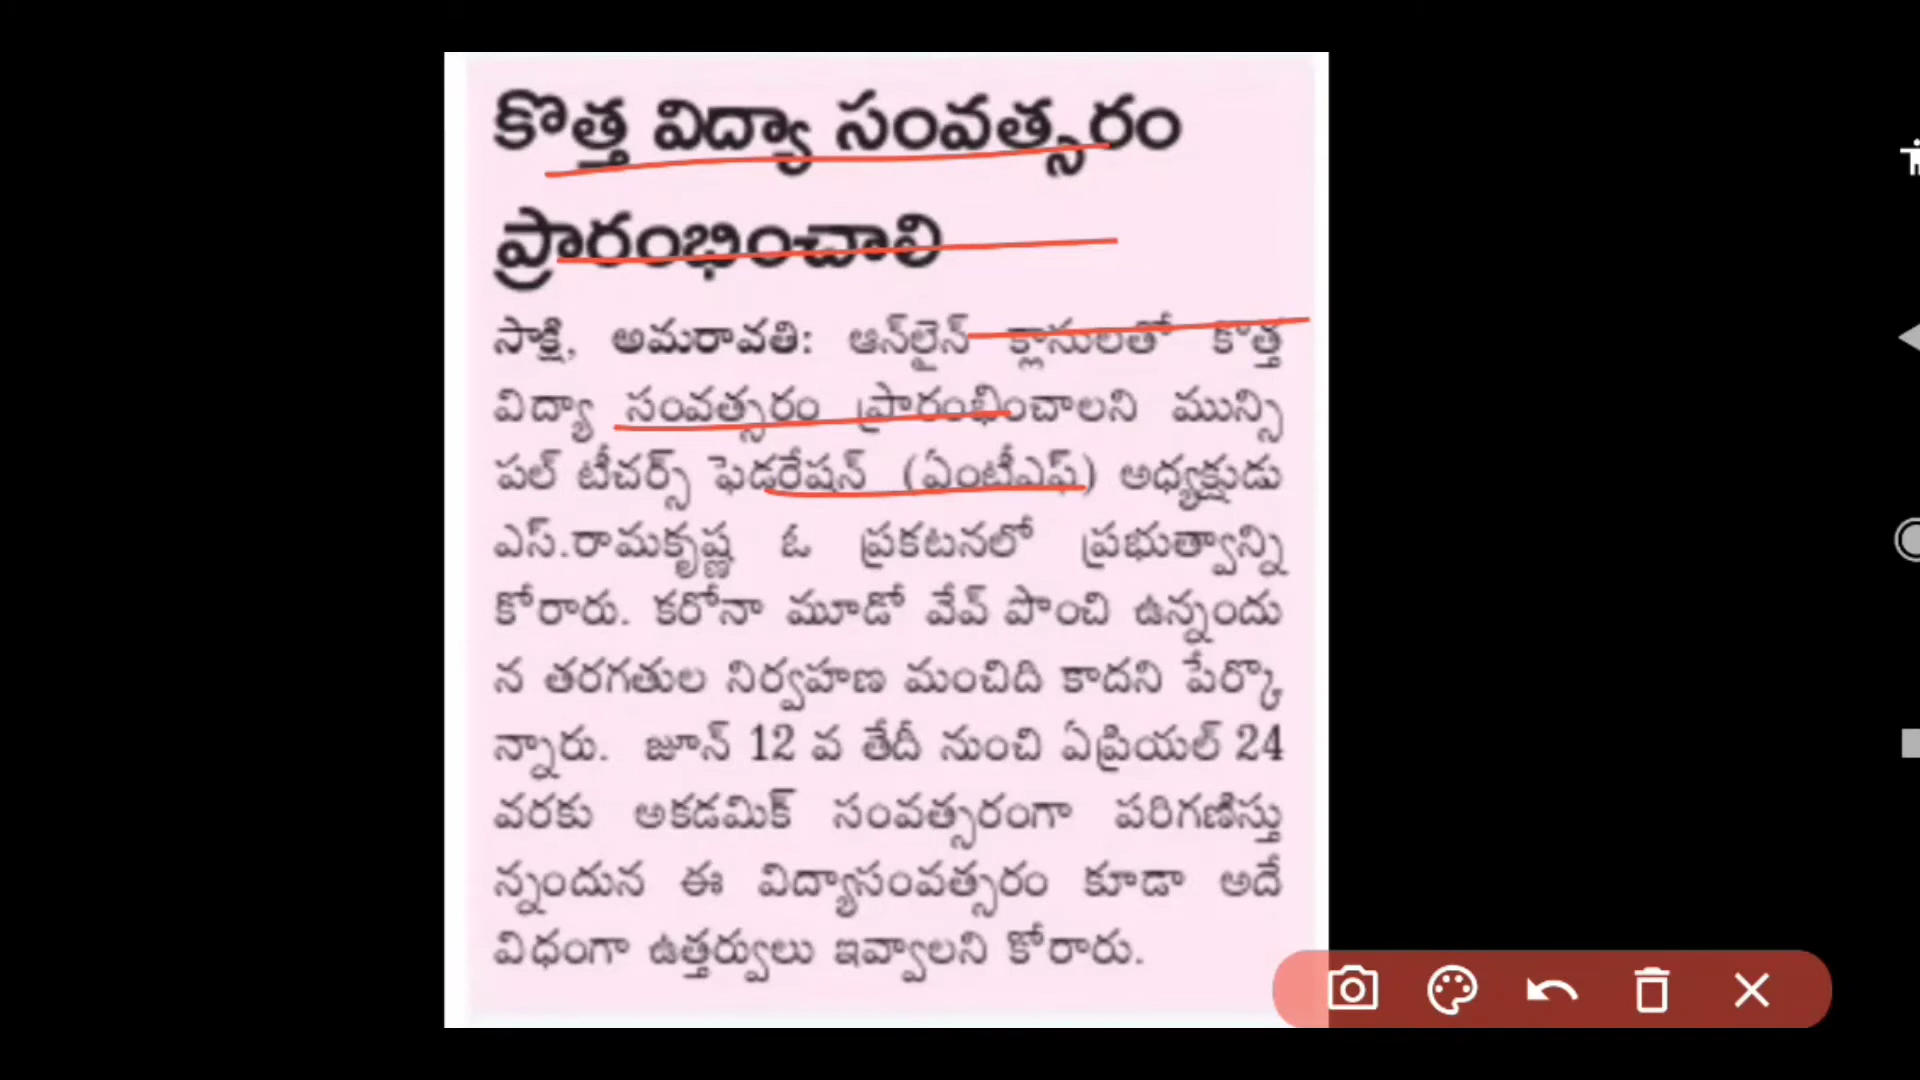 కొత్త విద్యా సంవత్సరం
ప్రారంభించాలి
సాక్షి, అమరావతి: ఆన్‌లైన్ క్లాసులతో కొత్త
విద్యా సంవత్సరం ప్రారంభించాలని మున్సి
పల్ టీచర్స్ ఫెడరేషన్ (ఏంటీఎఫ్) అధ్యక్షుడు
ఎస్.రామకృష్ణ ఓ ప్రకటనలో ప్రభుత్వాన్ని
కోరారు. కరోనా మూడో వేవ్ పొంచి ఉన్నందు
న తరగతుల నిర్వహణ మంచిది కాదని పేర్కొ
న్నారు. జూన్ 12 వ తేదీ నుంచి ఏప్రియల్ 24
వరకు అకడమిక్ సంవత్సరంగా పరిగణిస్తు
న్నందున ఈ విద్యాసంవత్సరం కూడా అదే
విధంగా ఉత్తర్వులు ఇవ్వాలని కోరారు.